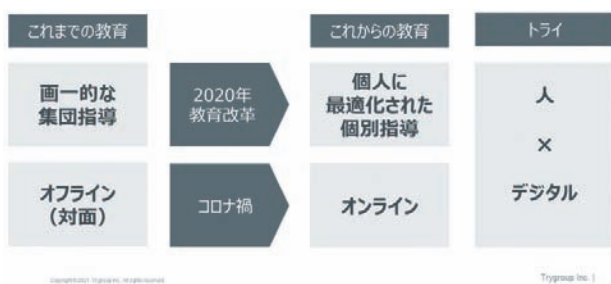 これまでの教育
これからの教育
トライ
画一的な
集団指導
2020年
教育改革
個人に
最適化された
個別指導
人
×
デジタル
オフライン
（対面）
コロナ禍
オンライン
Trygroup Inc. |